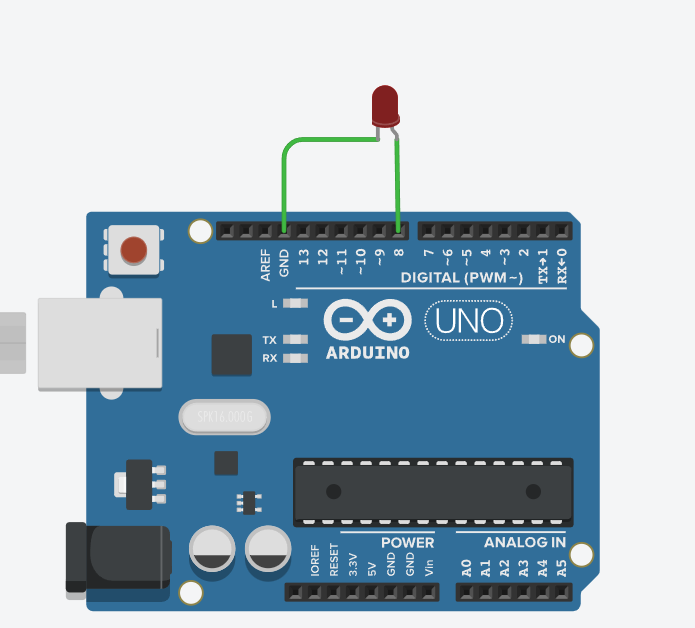 AREF
GND
13
12
~11
~10
~9
8
7
~6
~5
4
~3
2
TX→1
RX←0
DIGITAL (PWM~)
L
TX
RX
ARDUINO
UNO
ON
SPK16.000G
POWER
ANALOG IN
IOREF
RESET
3.3V
5V
GND
GND
Vin
A0
A1
A2
A3
A4
A5